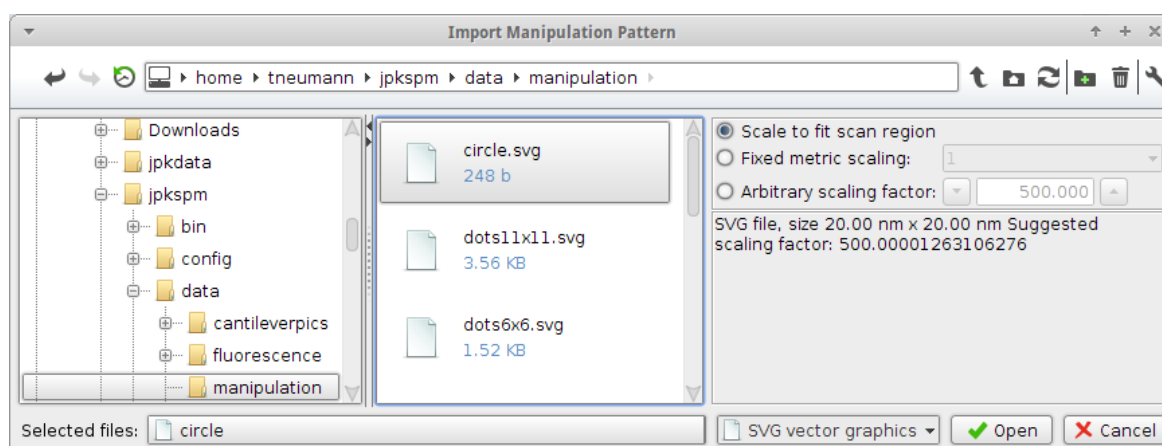 Import Manipulation Pattern
home tneumann jpkspm data manipulation
Downloads
jpkdata
jpkspm
bin
config
data
cantileverpics
fluorescence
manipulation
circle.svg
248 b
dots11x11.svg
3.56 KB
dots6x6.svg
1.52 KB
Scale to fit scan region
Fixed metric scaling: 1
Arbitrary scaling factor: 500.000
SVG file, size 20.00 nm x 20.00 nm Suggested
scaling factor: 500.00001263106276
Selected files: circle
SVG vector graphics Open Cancel